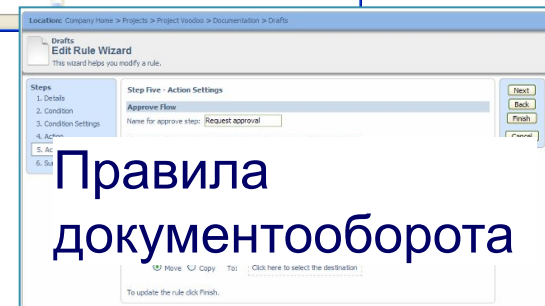 Location: Company Home > Projects > Project Voodoo > Documentation > Drafts
Drafts
Edit Rule Wizard
This wizard helps you modify a rule.
Steps
1. Details
2. Condition
3. Condition Settings
4. Action
5. Ac
6. Su
Step Five - Action Settings
Approve Flow
Name for approve step: Request approval
Next
Back
Finish
Cancel
Правила
документооборота
Move Copy To: Click here to select the destination
To update the rule click Finish.